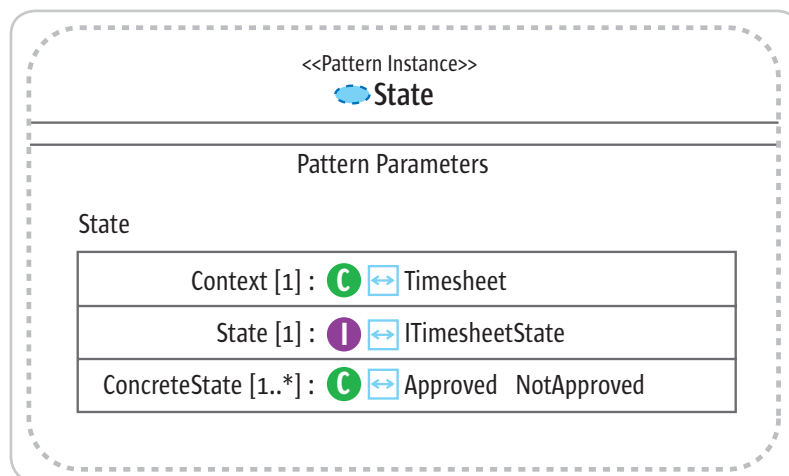 <<Pattern Instance>>
State
Pattern Parameters
State
Context [1] : C Timesheet
State [1] : I ITimesheetState
ConcreteState [1..*] : C Approved NotApproved